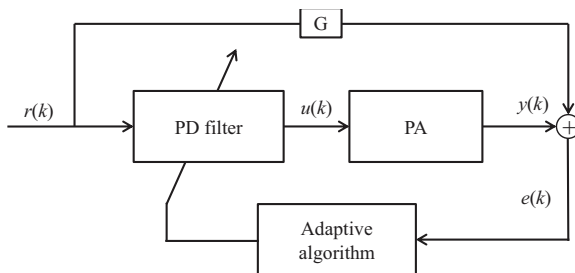 G
r(k)
PD filter
u(k)
PA
y(k)
+
e(k)
Adaptive
algorithm